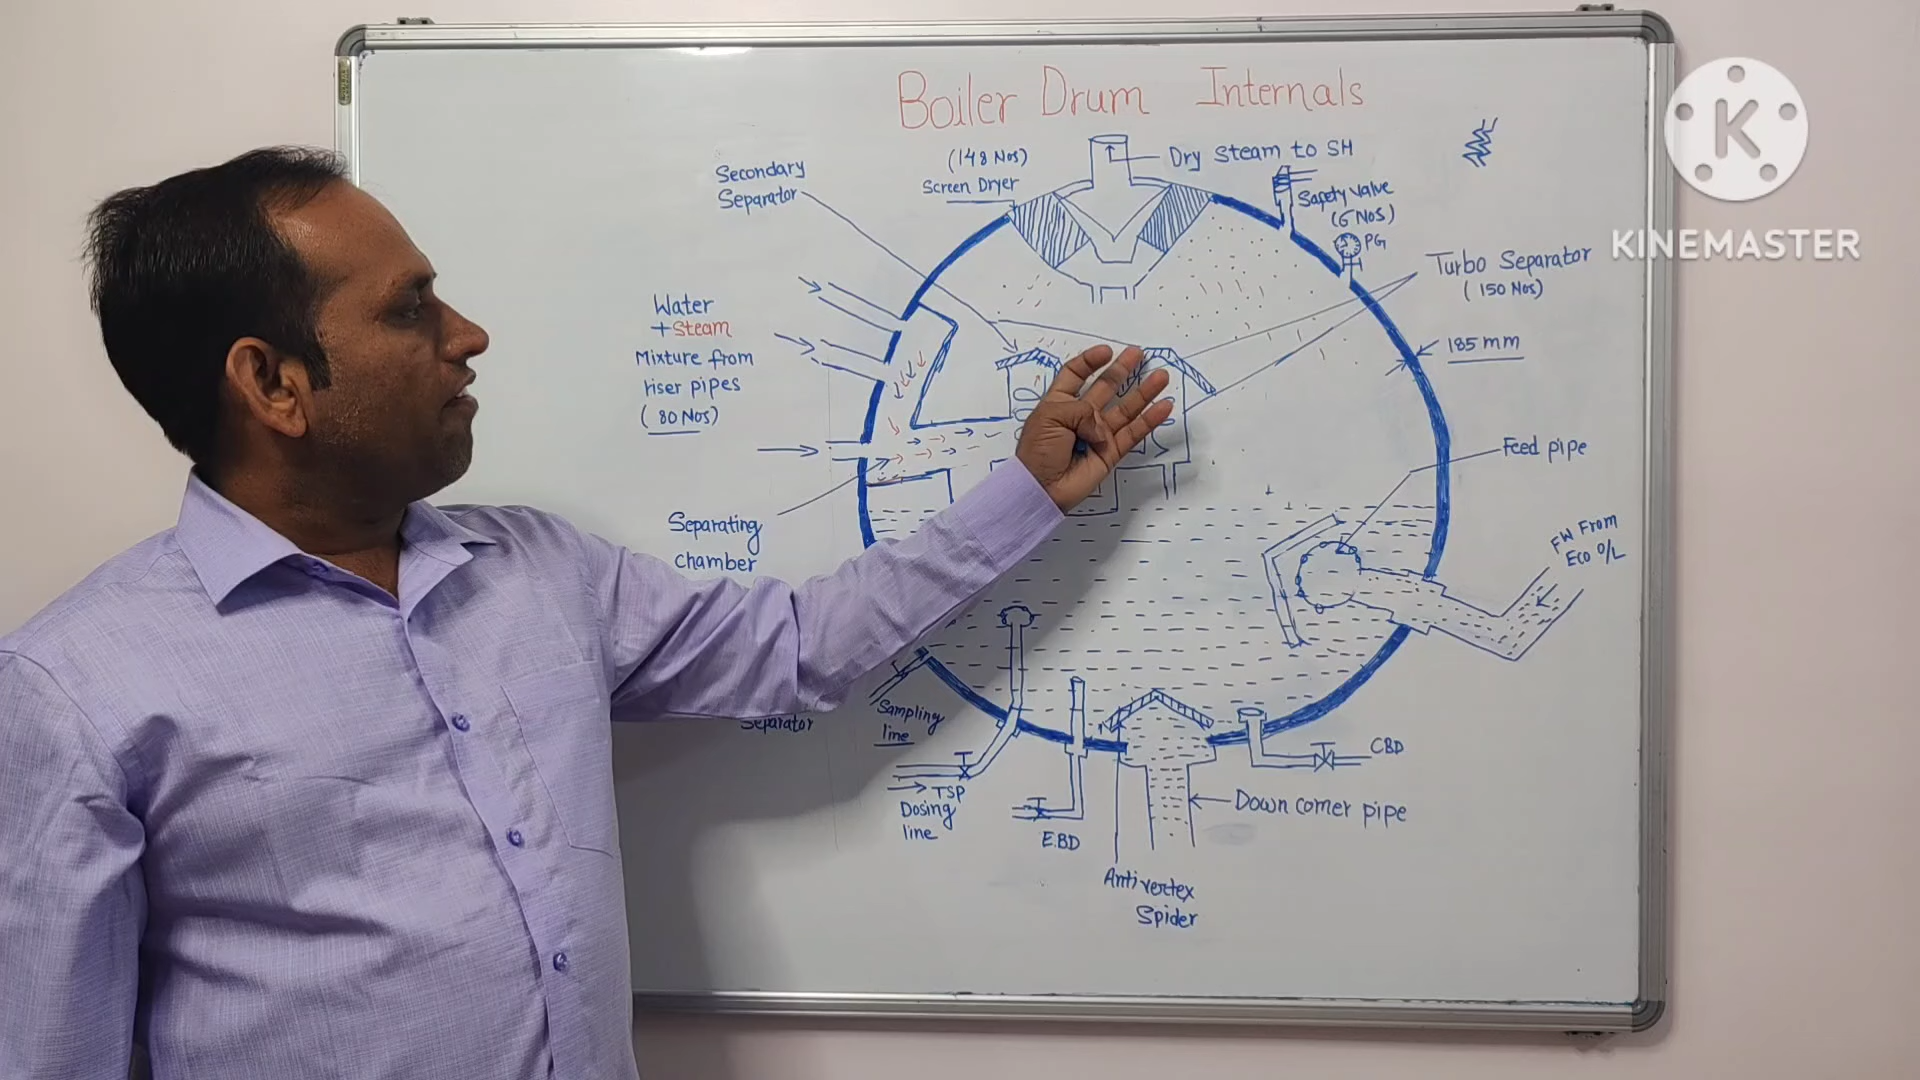 Boiler Drum Internals
K
KINEMASTER
Secondary
Separator
(148 Nos)
Screen Dryer
Dry Steam to SH
Safety valve
(6 Nos)
PG
Turbo Separator
(150 Nos)
185 mm
Water
+Steam
Mixture from
riser pipes
(80 Nos)
Feed pipe
FW From
Eco O/L
Separating
chamber
Separator
Sampling
line
TSP
Dosing
line
E.BD
CBD
Down comer pipe
Antivertex
Spider